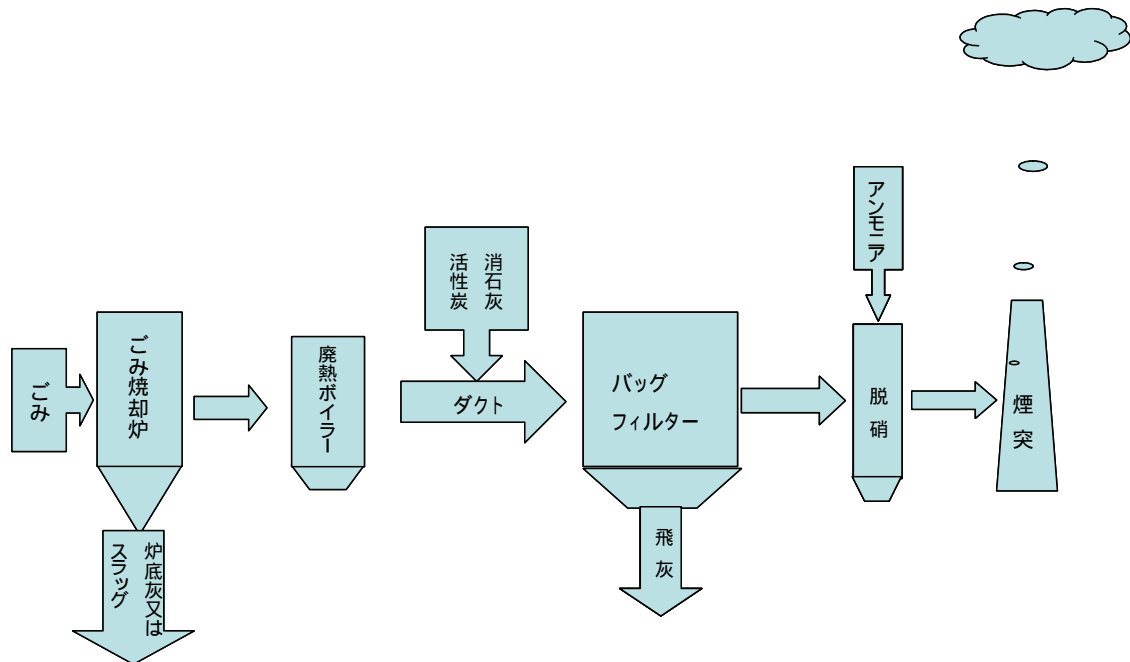 ごみ
ごみ焼却炉
炉底灰又は
スラッグ
廃熱ボイラー
消石灰
活性炭
ダクト
バッグ
フィルター
飛灰
アンモニア
脱硝
煙突